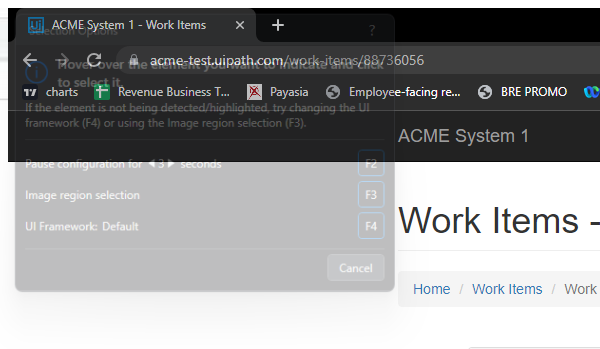 ACME System 1 - Work Items
Selection Options
?
acme-test.uipath.com/work-items/88736056
Hover over the element you want to indicate and click
to select it.
charts
Revenue Business T...
Payasia
Employee-facing re...
BRE PROMO
If the element is not being detected/highlighted, try changing the UI
framework (F4) or using the Image region selection (F3).
ACME System 1
Pause configuration for 3 seconds
F2
Image region selection
F3
UI Framework: Default
F4
Work Items -
Cancel
Home / Work Items / Work